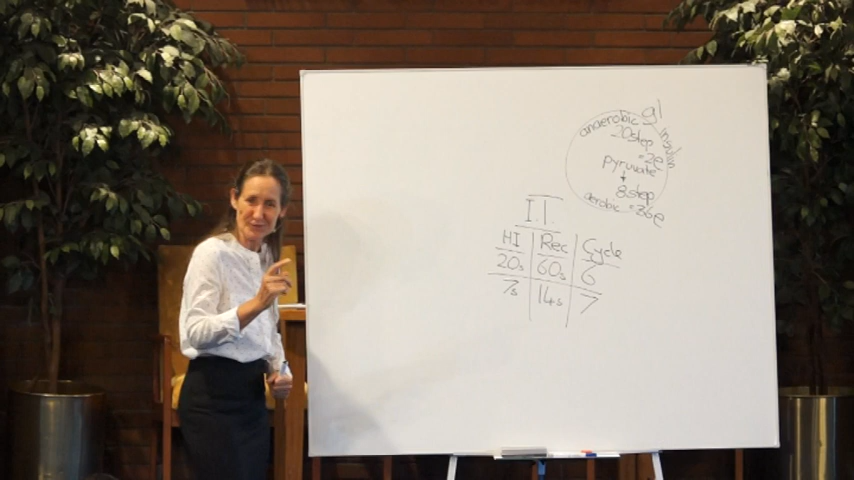 gl
insulin
anaerobic
20step
=2e
pyruvate
8step
aerobic =36e
I.T.
HI Rec Cycle
20s 60s 6
7s 14s 7